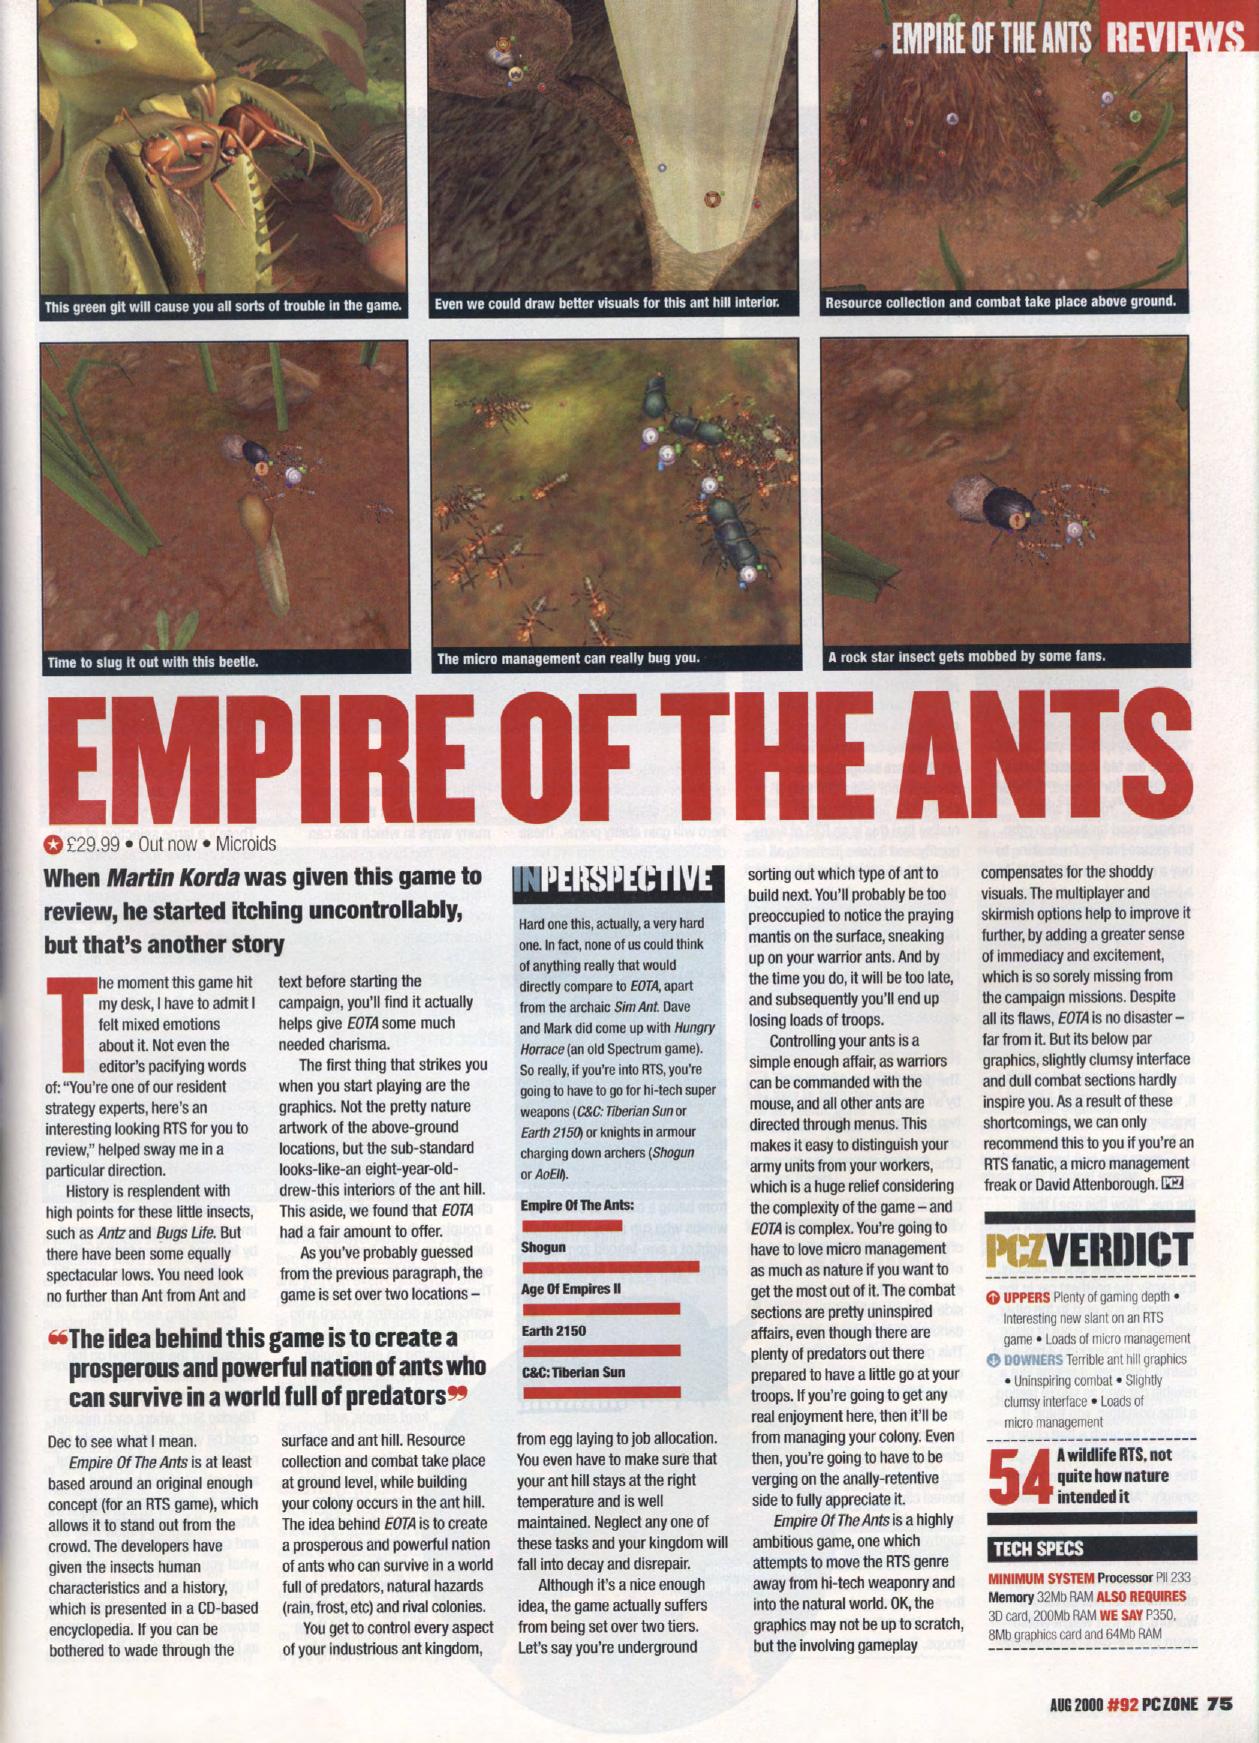 EMPIRE OF THE ANTS REVIEWS
This green git will cause you all sorts of trouble in the game.
Even we could draw better visuals for this ant hill interior.
Resource collection and combat take place above ground.
Time to slug it out with this beetle.
The micro management can really bug you.
A rock star insect gets mobbed by some fans.
EMPIRE OF THE ANTS
£29.99 • Out now • Microids
When Martin Korda was given this game to
review, he started itching uncontrollably,
but that's another story
The moment this game hit
my desk, I have to admit I
felt mixed emotions
about it. Not even the
editor's pacifying words
of: "You're one of our resident
strategy experts, here's an
interesting looking RTS for you to
review," helped sway me in a
particular direction.
History is resplendent with
high points for these little insects,
such as Antz and Bugs Life. But
there have been some equally
spectacular lows. You need look
no further than Ant from Ant and
❝The idea behind this game is to create a
prosperous and powerful nation of ants who
can survive in a world full of predators❞
Dec to see what I mean.
Empire Of The Ants is at least
based around an original enough
concept (for an RTS game), which
allows it to stand out from the
crowd. The developers have
given the insects human
characteristics and a history,
which is presented in a CD-based
encyclopedia. If you can be
bothered to wade through the
text before starting the
campaign, you'll find it actually
helps give EOTA some much
needed charisma.
The first thing that strikes you
when you start playing are the
graphics. Not the pretty nature
artwork of the above-ground
locations, but the sub-standard
looks-like-an eight-year-old-
drew-this interiors of the ant hill.
This aside, we found that EOTA
had a fair amount to offer.
As you've probably guessed
from the previous paragraph, the
game is set over two locations –
surface and ant hill. Resource
collection and combat take place
at ground level, while building
your colony occurs in the ant hill.
The idea behind EOTA is to create
a prosperous and powerful nation
of ants who can survive in a world
full of predators, natural hazards
(rain, frost, etc) and rival colonies.
You get to control every aspect
of your industrious ant kingdom,
INPERSPECTIVE
Hard one this, actually, a very hard
one. In fact, none of us could think
of anything really that would
directly compare to EOTA, apart
from the archaic Sim Ant. Dave
and Mark did come up with Hungry
Horrace (an old Spectrum game).
So really, if you're into RTS, you're
going to have to go for hi-tech super
weapons (C&C: Tiberian Sun or
Earth 2150) or knights in armour
charging down archers (Shogun
or AoEII).
Empire Of The Ants:
Shogun
Age Of Empires II
Earth 2150
C&C: Tiberian Sun
from egg laying to job allocation.
You even have to make sure that
your ant hill stays at the right
temperature and is well
maintained. Neglect any one of
these tasks and your kingdom will
fall into decay and disrepair.
Although it's a nice enough
idea, the game actually suffers
from being set over two tiers.
Let's say you're underground
sorting out which type of ant to
build next. You'll probably be too
preoccupied to notice the praying
mantis on the surface, sneaking
up on your warrior ants. And by
the time you do, it will be too late,
and subsequently you'll end up
losing loads of troops.
Controlling your ants is a
simple enough affair, as warriors
can be commanded with the
mouse, and all other ants are
directed through menus. This
makes it easy to distinguish your
army units from your workers,
which is a huge relief considering
the complexity of the game – and
EOTA is complex. You're going to
have to love micro management
as much as nature if you want to
get the most out of it. The combat
sections are pretty uninspired
affairs, even though there are
plenty of predators out there
prepared to have a little go at your
troops. If you're going to get any
real enjoyment here, then it'll be
from managing your colony. Even
then, you're going to have to be
verging on the anally-retentive
side to fully appreciate it.
Empire Of The Ants is a highly
ambitious game, one which
attempts to move the RTS genre
away from hi-tech weaponry and
into the natural world. OK, the
graphics may not be up to scratch,
but the involving gameplay
compensates for the shoddy
visuals. The multiplayer and
skirmish options help to improve it
further, by adding a greater sense
of immediacy and excitement,
which is so sorely missing from
the campaign missions. Despite
all its flaws, EOTA is no disaster –
far from it. But its below par
graphics, slightly clumsy interface
and dull combat sections hardly
inspire you. As a result of these
shortcomings, we can only
recommend this to you if you're an
RTS fanatic, a micro management
freak or David Attenborough. PCZ
PCZVERDICT
UPPERS Plenty of gaming depth •
Interesting new slant on an RTS
game • Loads of micro management
DOWNERS Terrible ant hill graphics
• Uninspiring combat • Slightly
clumsy interface • Loads of
micro management
54 A wildlife RTS, not
quite how nature
intended it
TECH SPECS
MINIMUM SYSTEM Processor PII 233
Memory 32Mb RAM ALSO REQUIRES
3D card, 200Mb RAM WE SAY P350,
8Mb graphics card and 64Mb RAM
AUG 2000 #92 PC ZONE 75